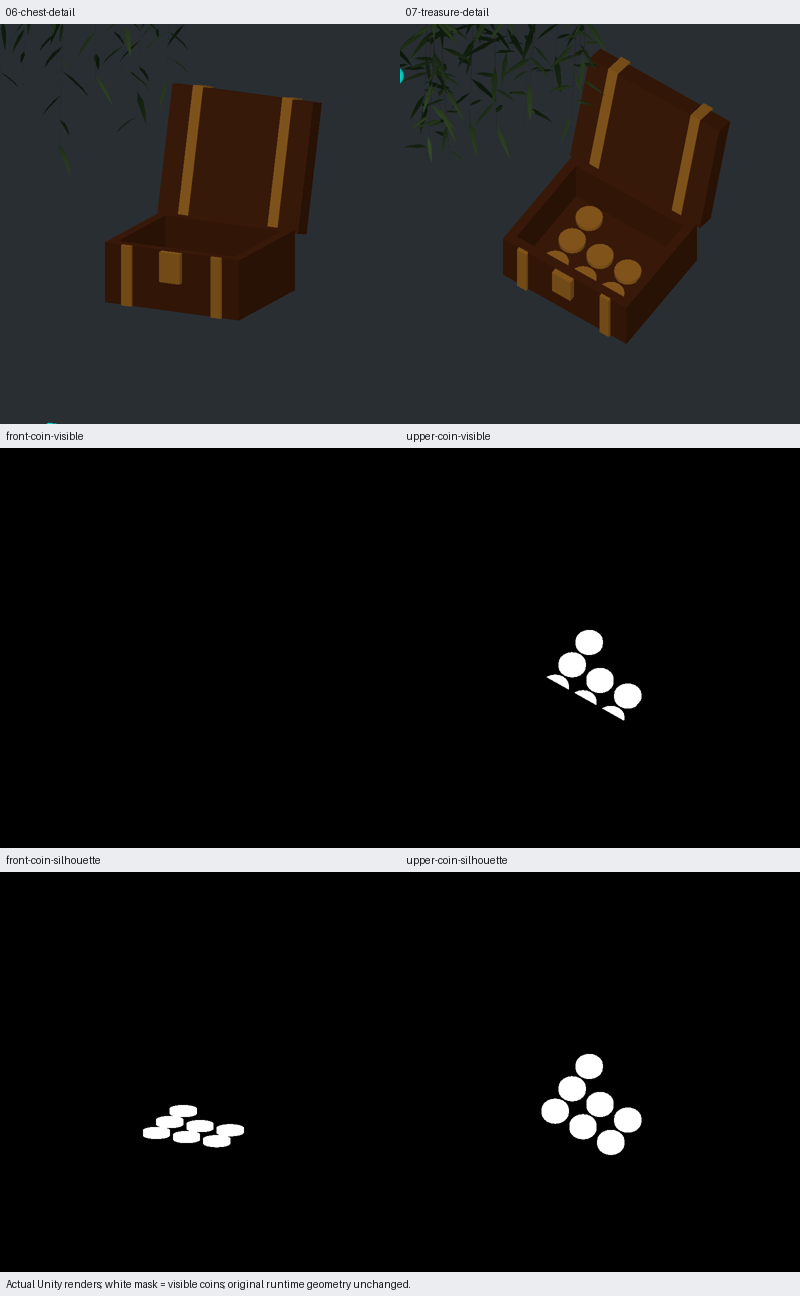 06-chest-detail
07-treasure-detail
front-coin-visible
upper-coin-visible
front-coin-silhouette
upper-coin-silhouette
Actual Unity renders; white mask = visible coins; original runtime geometry unchanged.